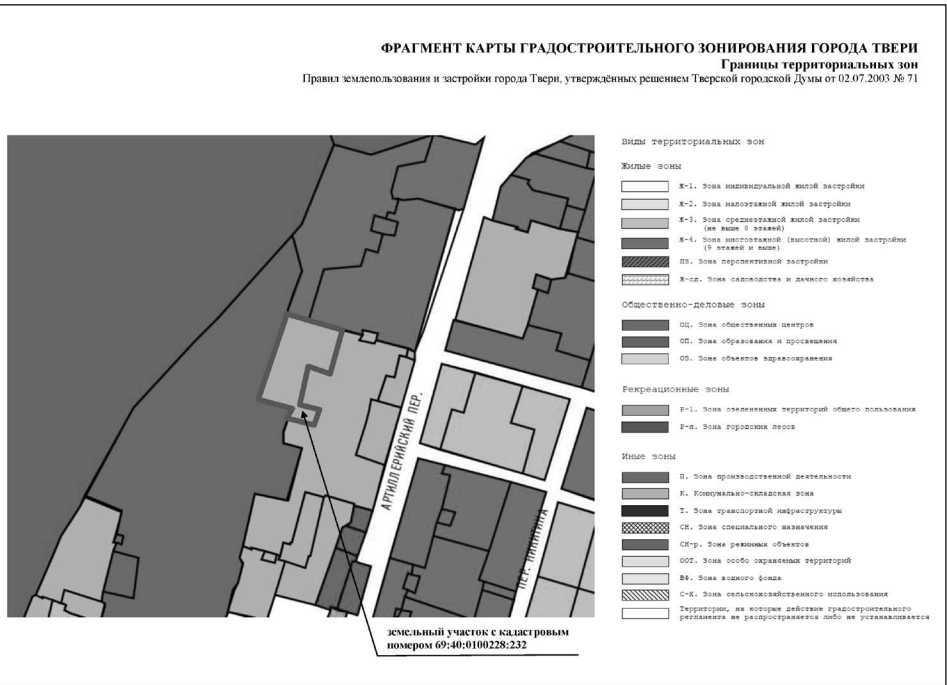 ФРАГМЕНТ КАРТЫ ГРАДОСТРОИТЕЛЬНОГО ЗОНИРОВАНИЯ ГОРОДА ТВЕРИ
Границы территориальных зон
Правил землепользования и застройки города Твери, утверждённых решением Тверской городской Думы от 02.07.2003 № 71
Виды территориальных зон
Жилые зоны
Ж-1. Зона индивидуальной жилой застройки
Ж-2. Зона малоэтажной жилой застройки
Ж-3. Зона среднеэтажной жилой застройки
(не выше 8 этажей)
Ж-4. Зона многоэтажной (высотной) жилой застройки
(9 этажей и выше)
ПЗ. Зона перспективной застройки
Ж-сд. Зона садоводства и дачного хозяйства
Общественно-деловые зоны
ОЦ. Зона общественных центров
ОП. Зона образования и просвещения
ОЗ. Зона объектов здравоохранения
Рекреационные зоны
Р-1. Зона озелененных территорий общего пользования
Р-л. Зона городских лесов
Иные зоны
П. Зона производственной деятельности
К. Коммунально-складская зона
Т. Зона транспортной инфраструктуры
СН. Зона специального назначения
СН-р. Зона режимных объектов
ООТ. Зона особо охраняемых территорий
ВФ. Зона водного фонда
С-Х. Зона сельскохозяйственного использования
Территории, на которые действие градостроительного
регламента не распространяется либо не устанавливается
АРТИЛЛЕРИЙСКИЙ ПЕР.
ПЕР. НИКИТИНА
земельный участок с кадастровым
номером 69:40:0100228:232